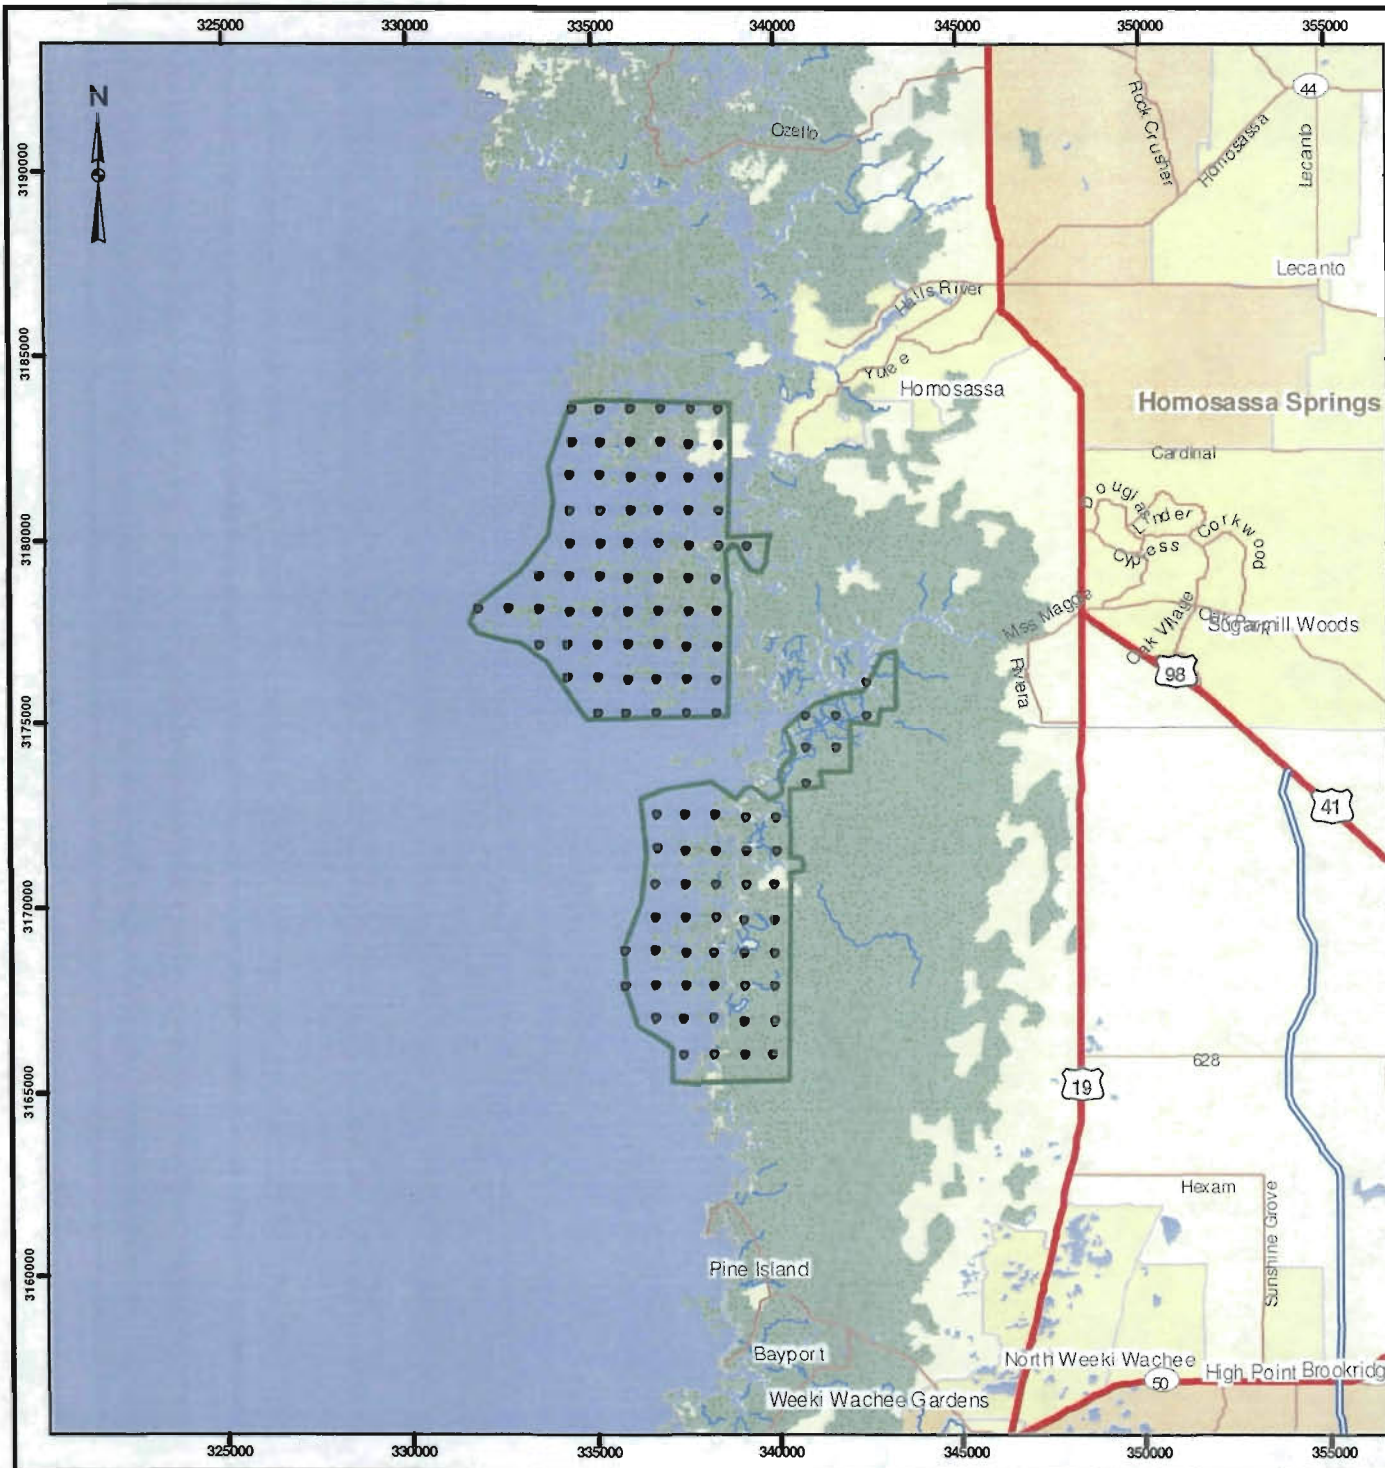 325000 330000 335000 340000 345000 350000 355000
N
3190000
3185000
3180000
3175000
3170000
3165000
3160000
Ozello
Rock Crusher
Homosassa
44
Lecanto
Lecanto
Halls River
Yulee
Homosassa
Homosassa Springs
Cardinal
Douglas
Linder
Corkwood
Cypress
Miss Maggie
Oak Village
Oak Park
Sugarmill Woods
Riviera
98
41
19
628
Hexam
Sunshine Grove
Pine Island
Bayport
North Weeki Wachee
High Point
Brookridg
50
Weeki Wachee Gardens
325000 330000 335000 340000 345000 350000 355000